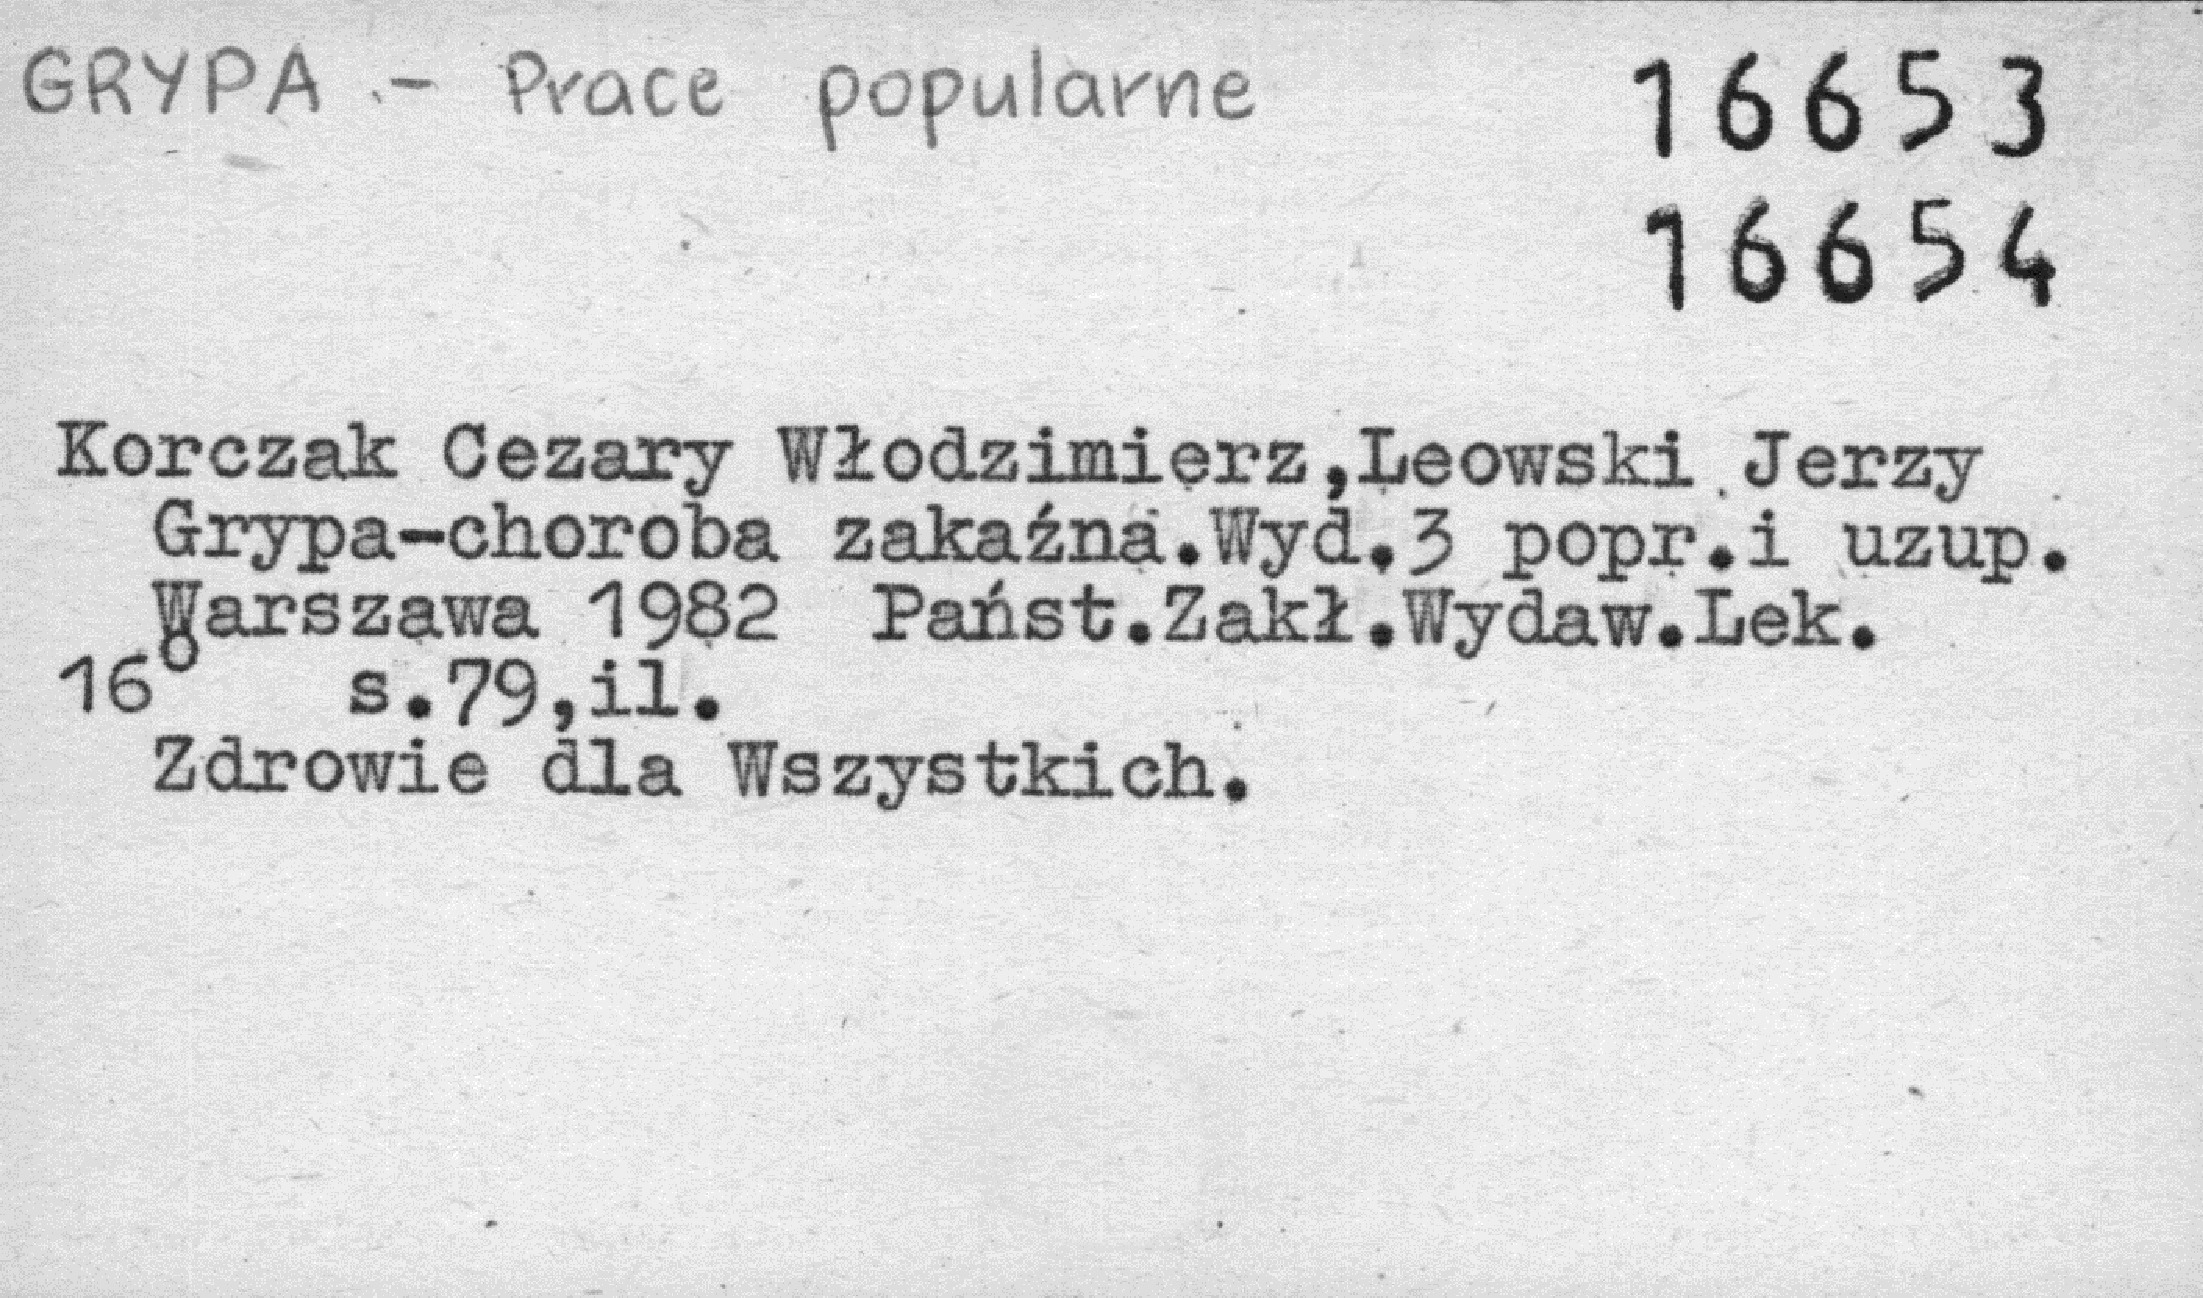 GRYPA - Prace popularne 16653
16654
Korczak Cezary Włodzimierz,Leowski Jerzy
Grypa-choroba zakaźna.Wyd.3 popr.i uzup.
Warszawa 1982 Państ.Zakł.Wydaw.Lek.
16° s.79,il.
Zdrowie dla Wszystkich.